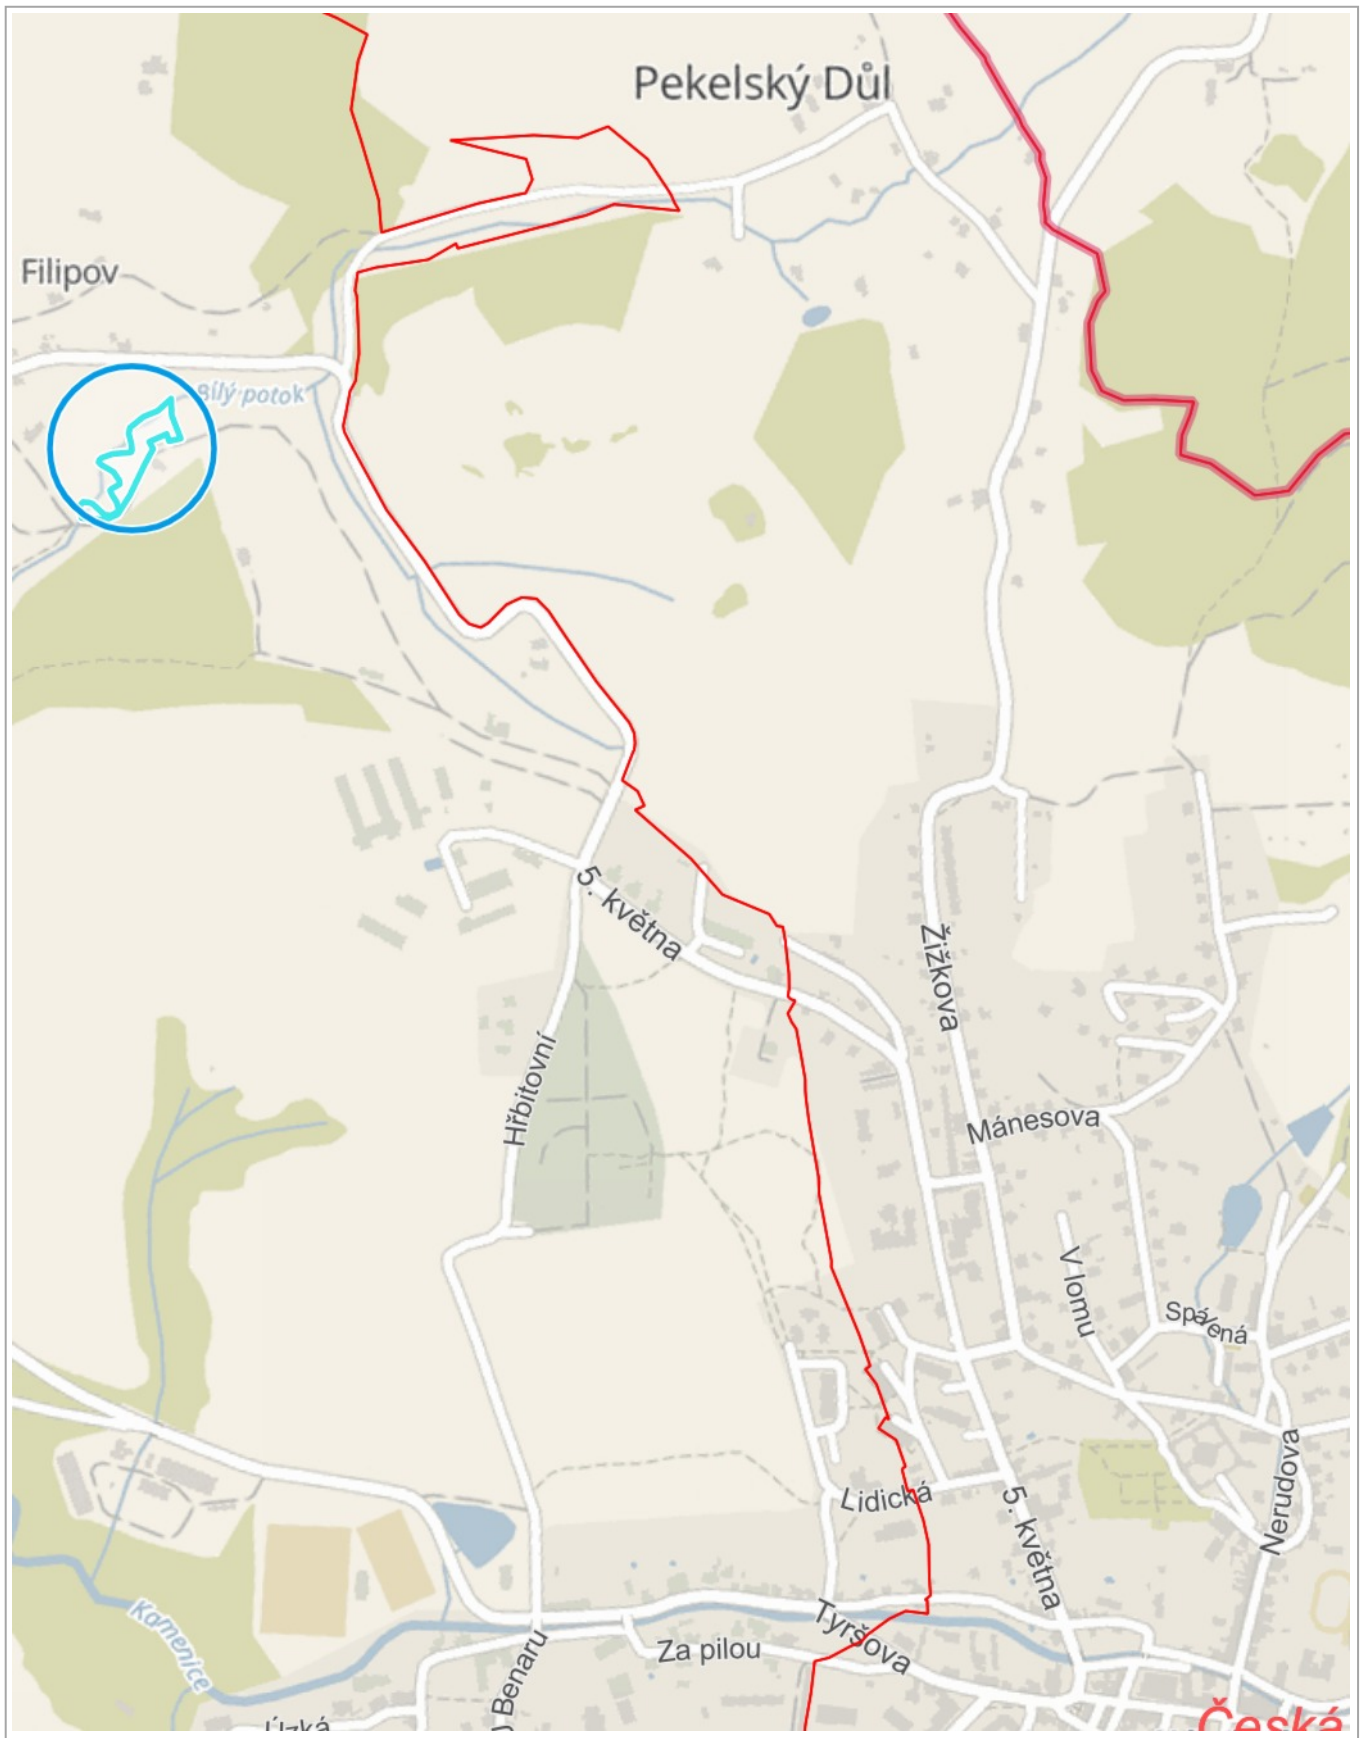 Pekelský Důl
Filipov
Bílý potok
5. května
Žižkova
Hřbitovní
Mánesova
V lomu
Spálená
Nerudova
Lidická
5. května
Kamenice
Tyršova
Za pilou
Benaru
Úzká
Česká